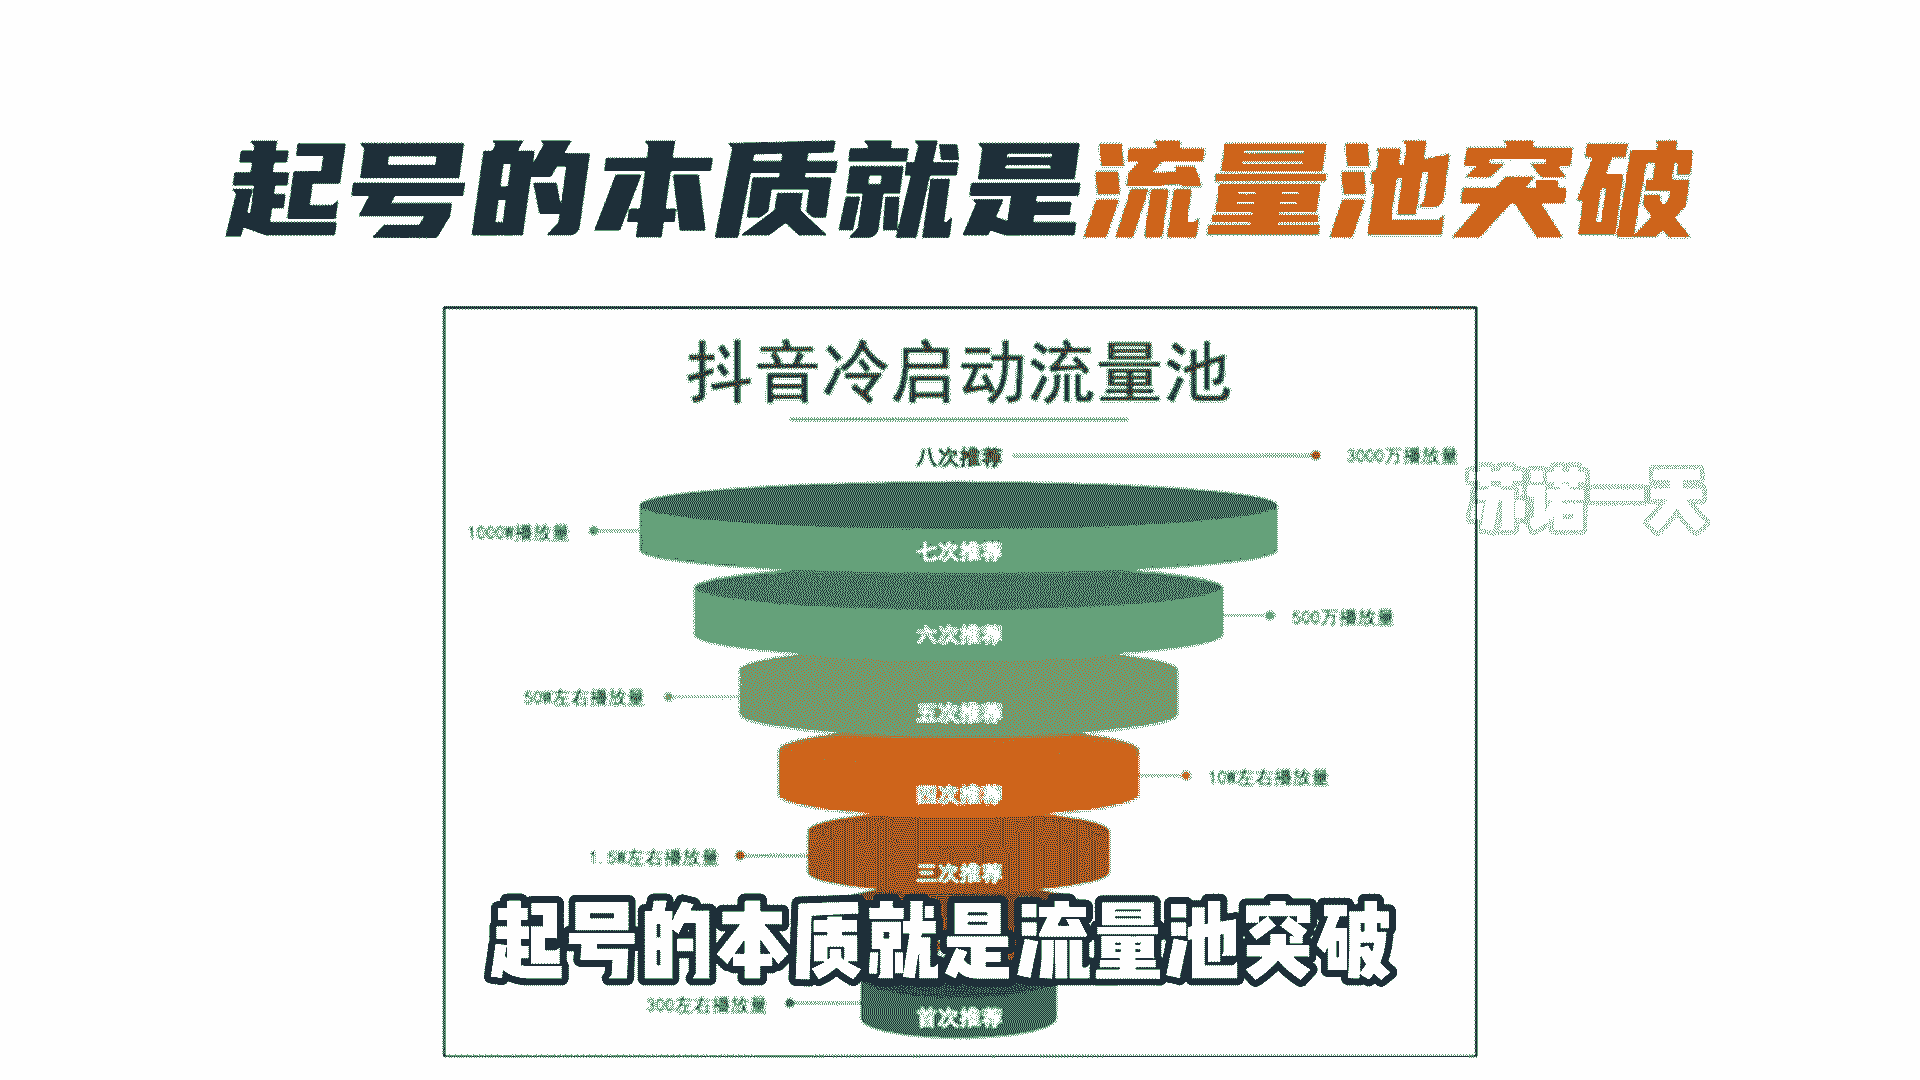 起号的本质就是流量池突破
抖音冷启动流量池
八次推荐
3000万播放量
乔诺一天
1000W播放量
七次推荐
六次推荐
500万播放量
50W左右播放量
五次推荐
四次推荐
10W左右播放量
1.5W左右播放量
三次推荐
起号的本质就是流量池突破
300左右播放量
首次推荐